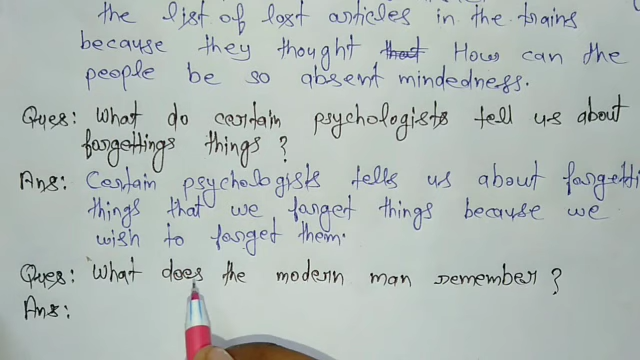 the list of lost articles in the trains
because they thought that How can the
people be so absent mindedness.
Ques: What do certain psychologists tell us about
forgettings things ?
Ans: Certain psychologists tells us about forgetti
things that we forget things because we
wish to forget them.
Ques: What does the modern man remember ?
Ans: